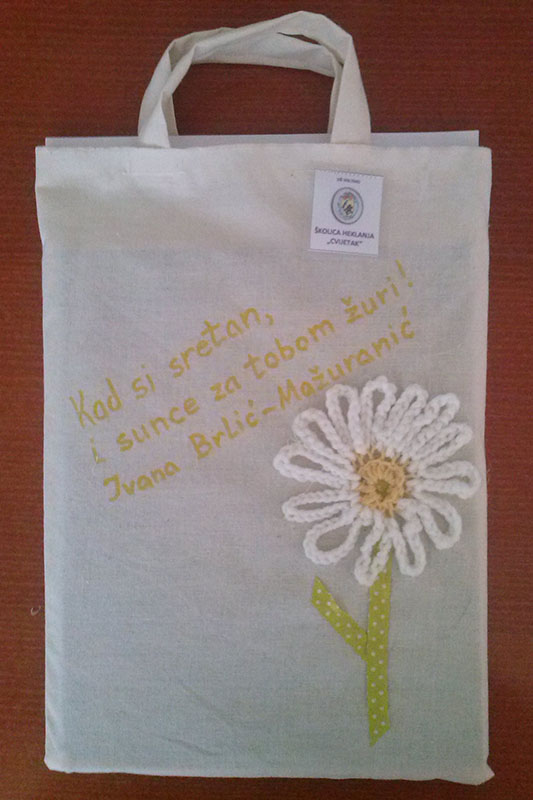 ŠKOLICA HEKLANJA
„CVIJETAK“
Kad si sretan,
i sunce za tobom žuri!
Ivana Brlić-Mažuranić